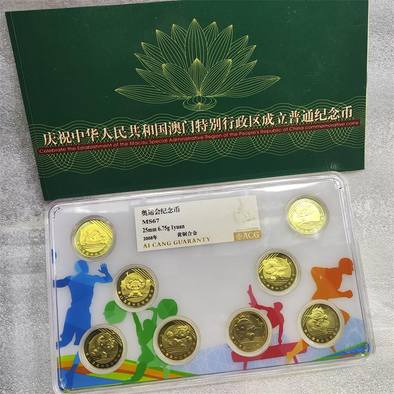 庆祝中华人民共和国澳门特别行政区成立普通纪念币
Celebrate the Establishment of the Macau Special Administrative Region of the People's Republic of China commemorative coins
奥运会纪念币
MS67
25mm 6.75g 1yuan
2008年 黄铜合金
AI CANG GUARANTY
ACG